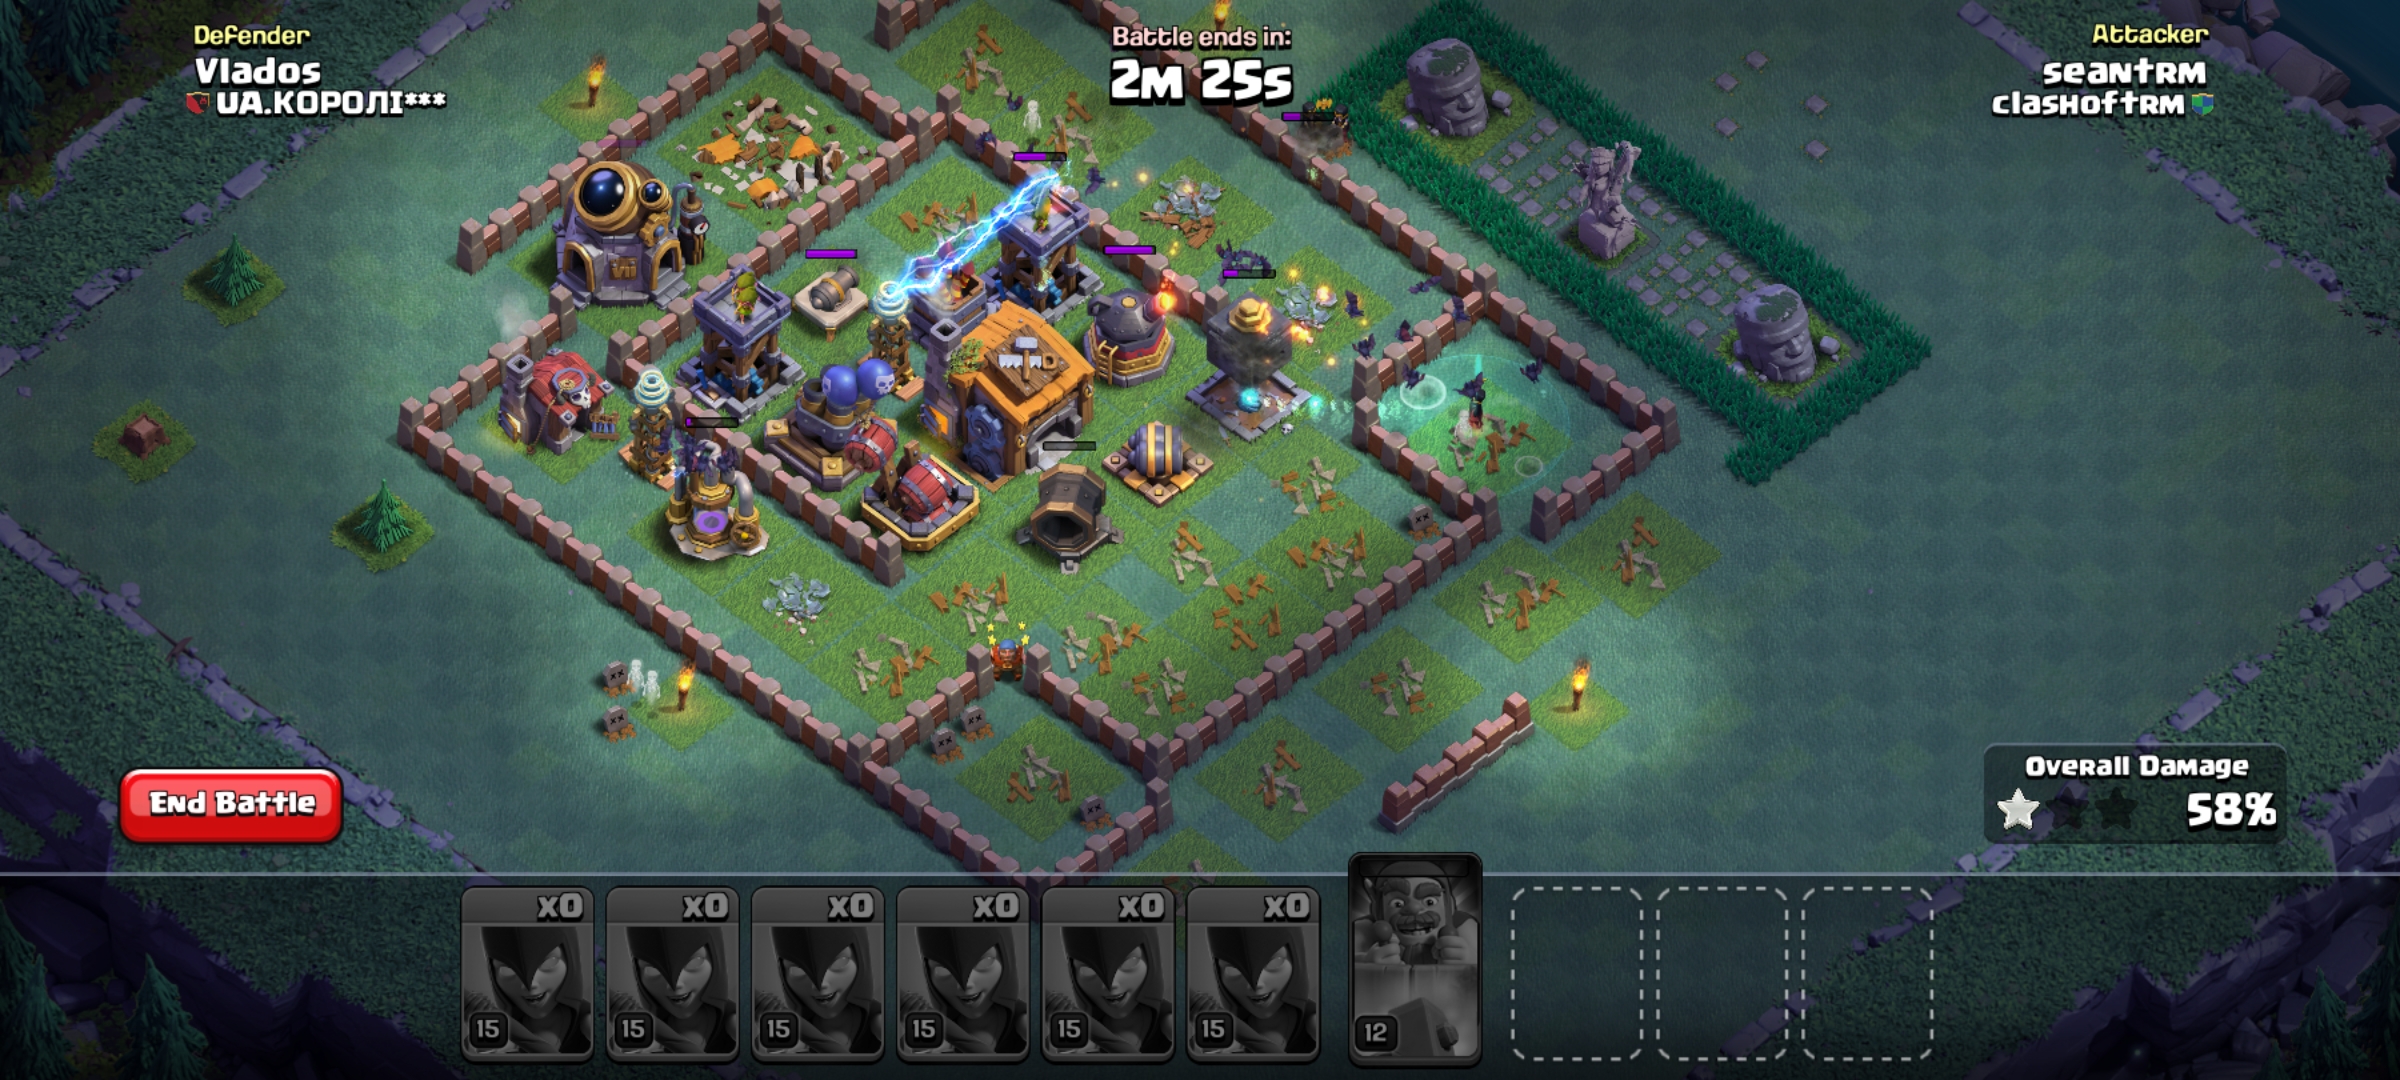 Defender
Vlados
UA.КОРОЛІ***
Battle ends in:
2M 25s
Attacker
seantRM
clashoftRM
VII
End Battle
Overall Damage
58%
x0
x0
x0
x0
x0
x0
15
15
15
15
15
15
12